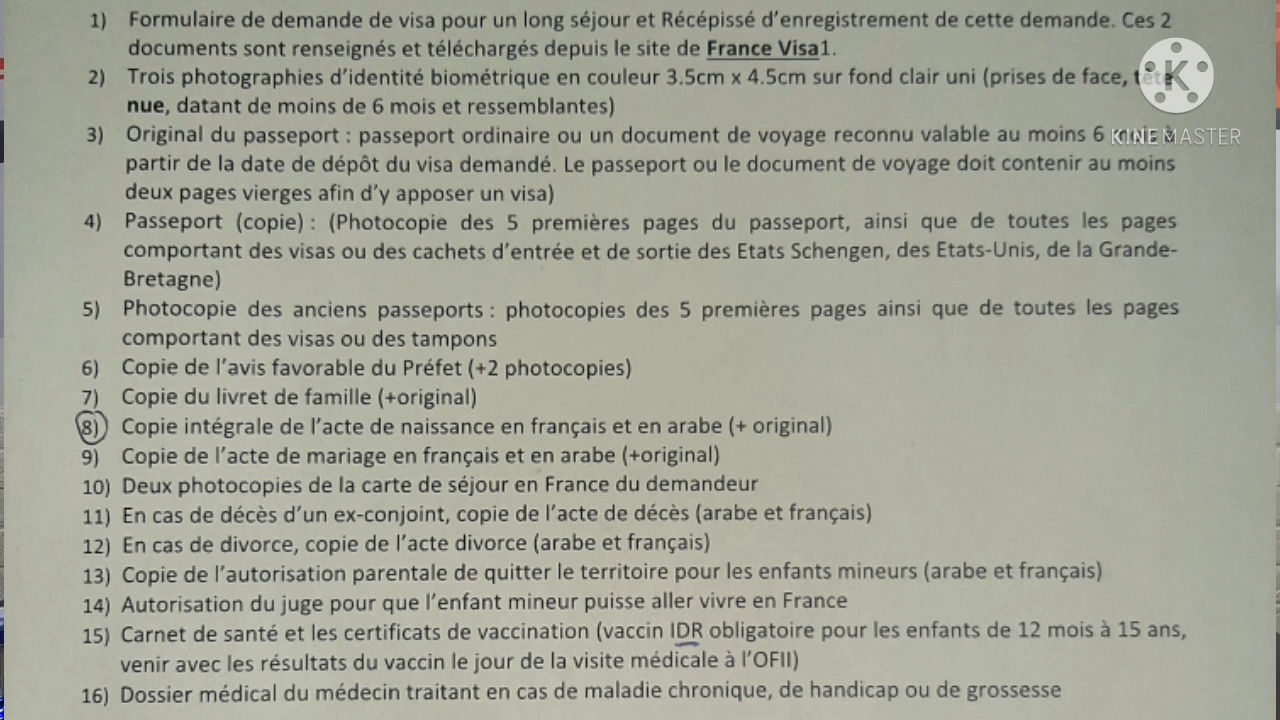 1) Formulaire de demande de visa pour un long séjour et Récépissé d'enregistrement de cette demande. Ces 2
documents sont renseignés et téléchargés depuis le site de France Visa1.
2) Trois photographies d'identité biométrique en couleur 3.5cm x 4.5cm sur fond clair uni (prises de face, tête
nue, datant de moins de 6 mois et ressemblantes)
3) Original du passeport : passeport ordinaire ou un document de voyage reconnu valable au moins 6
partir de la date de dépôt du visa demandé. Le passeport ou le document de voyage doit contenir au moins
deux pages vierges afin d'y apposer un visa)
4) Passeport (copie) : (Photocopie des 5 premières pages du passeport, ainsi que de toutes les pages
comportant des visas ou des cachets d'entrée et de sortie des Etats Schengen, des Etats-Unis, de la Grande-
Bretagne)
5) Photocopie des anciens passeports : photocopies des 5 premières pages ainsi que de toutes les pages
comportant des visas ou des tampons
6) Copie de l'avis favorable du Préfet (+2 photocopies)
7) Copie du livret de famille (+original)
8) Copie intégrale de l'acte de naissance en français et en arabe (+ original)
9) Copie de l'acte de mariage en français et en arabe (+original)
10) Deux photocopies de la carte de séjour en France du demandeur
11) En cas de décès d'un ex-conjoint, copie de l'acte de décès (arabe et français)
12) En cas de divorce, copie de l'acte divorce (arabe et français)
13) Copie de l'autorisation parentale de quitter le territoire pour les enfants mineurs (arabe et français)
14) Autorisation du juge pour que l'enfant mineur puisse aller vivre en France
15) Carnet de santé et les certificats de vaccination (vaccin IDR obligatoire pour les enfants de 12 mois à 15 ans,
venir avec les résultats du vaccin le jour de la visite médicale à l'OFII)
16) Dossier médical du médecin traitant en cas de maladie chronique, de handicap ou de grossesse
K
KINEMASTER